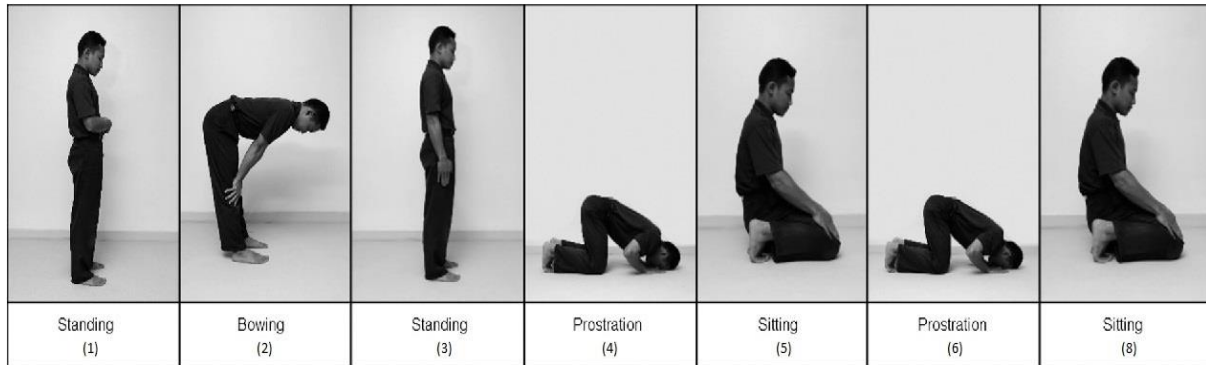 Standing
(1)
Bowing
(2)
Standing
(3)
Prostration
(4)
Sitting
(5)
Prostration
(6)
Sitting
(8)